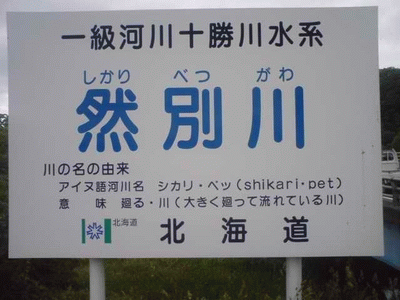 一級河川十勝川水系
しかり べつ がわ
然別川
川の名の由来
アイヌ語河川名 シカリ・ペッ(shikari・pet)
意 味 廻る・川(大きく廻って流れている川)
北海道 北海道